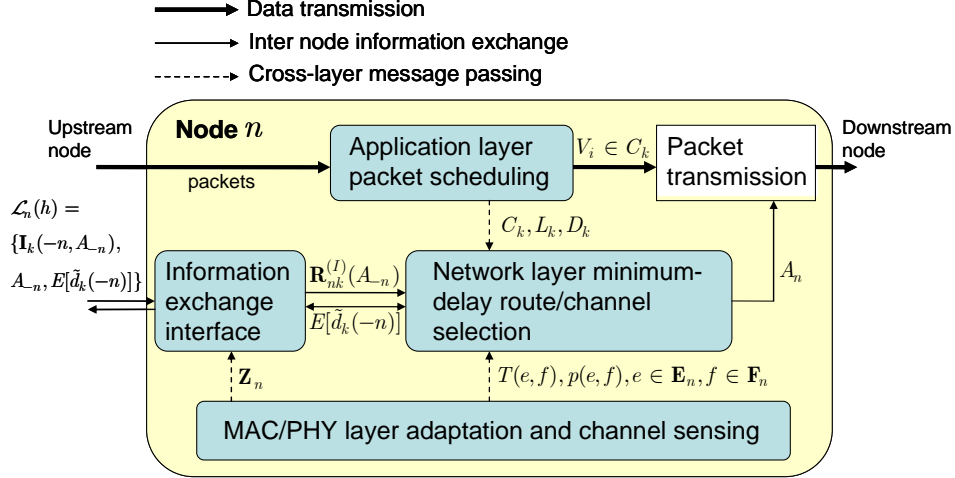 Data transmission
Inter node information exchange
Cross-layer message passing
Upstream
node
Node n
Downstream
node
packets
Application layer
packet scheduling
V_i ∈ C_k
Packet
transmission
𝓛_n(h) =
{I_k(−n, A_{−n}),
A_{−n}, E[d̃_k(−n)]}
C_k, L_k, D_k
A_n
Information
exchange
interface
R_{nk}^{(I)}(A_{−n})
E[d̃_k(−n)]
Network layer minimum-
delay route/channel
selection
Z_n
T(e, f), p(e, f), e ∈ E_n, f ∈ F_n
MAC/PHY layer adaptation and channel sensing